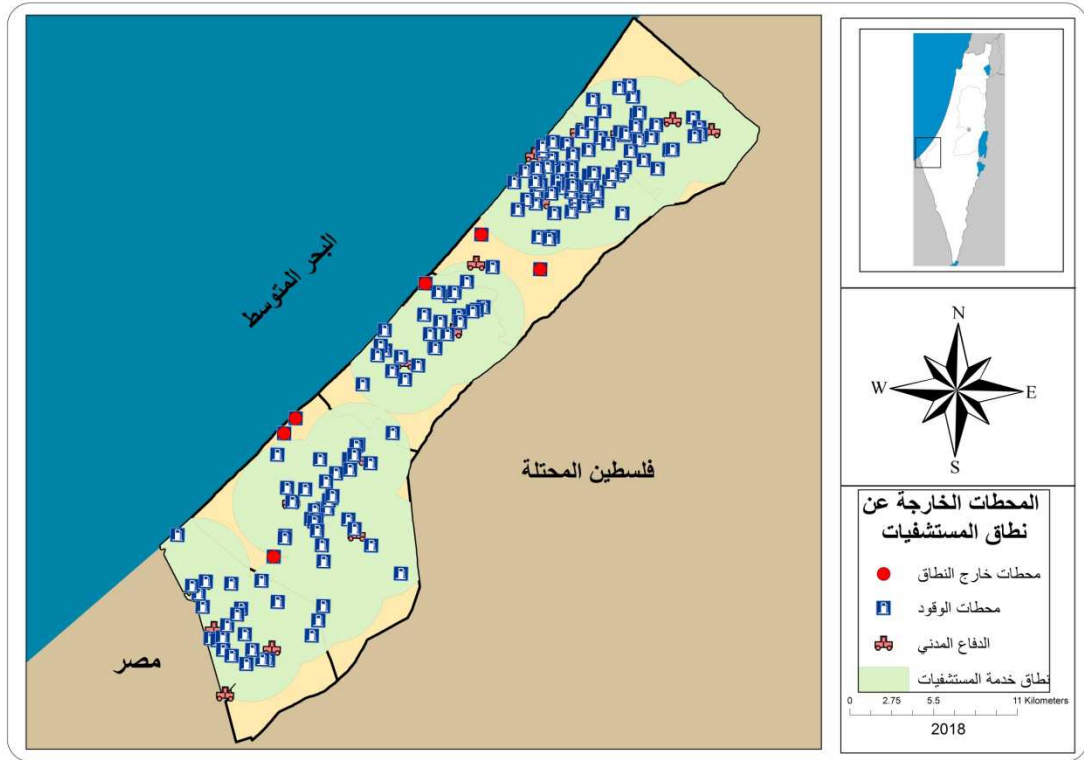 البحر المتوسط
فلسطين المحتلة
مصر
N
W
E
S
المحطات الخارجة عن
نطاق المستشفيات
محطات خارج النطاق
محطات الوقود
الدفاع المدني
نطاق خدمة المستشفيات
0 2.75 5.5 11 Kilometers
2018